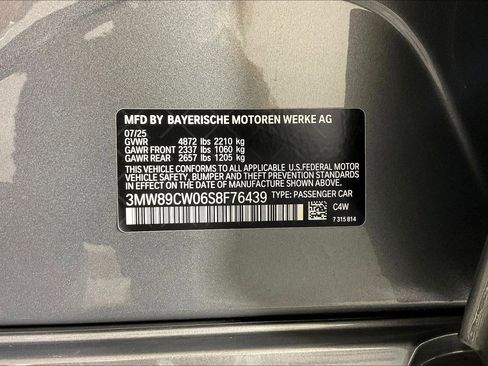 MFD BY BAYERISCHE MOTOREN WERKE AG
07/25
GVWR 4872 lbs 2210 kg
GAWR FRONT 2337 lbs 1060 kg
GAWR REAR 2657 lbs 1205 kg
THIS VEHICLE CONFORMS TO ALL APPLICABLE U.S.FEDERAL MOTOR
VEHICLE SAFETY, BUMPER AND THEFT PREVENTION STANDARDS
IN EFFECT ON THE DATE OF MANUFACTURE SHOWN ABOVE.
3MW89CW06S8F76439 TYPE: PASSENGER CAR
C4W
7 315 814